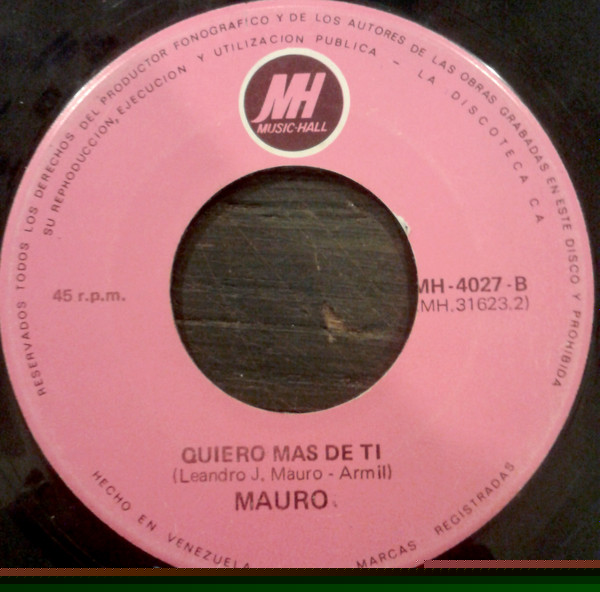 RESERVADOS TODOS LOS DERECHOS DEL PRODUCTOR FONOGRAFICO Y DE LOS AUTORES DE LAS OBRAS GRABADAS EN ESTE DISCO Y PROHIBIDA
SU REPRODUCCION, EJECUCION Y UTILIZACION PUBLICA - LA DISCOTECA CA
MH
MUSIC-HALL
45 r.p.m.
MH-4027-B
(MH.31623.2)
QUIERO MAS DE TI
(Leandro J. Mauro - Armil)
MAURO
HECHO EN VENEZUELA
MARCAS REGISTRADAS